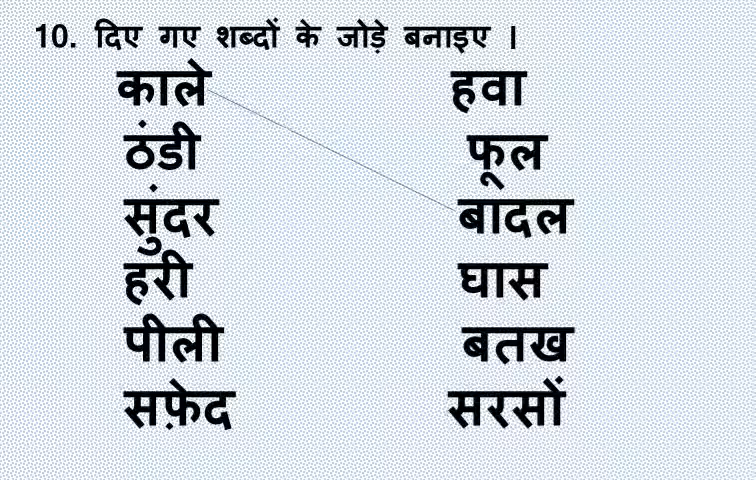 10. दिए गए शब्दों के जोड़े बनाइए ।
काले हवा
ठंडी फूल
सुंदर बादल
हरी घास
पीली बतख
सफ़ेद सरसों